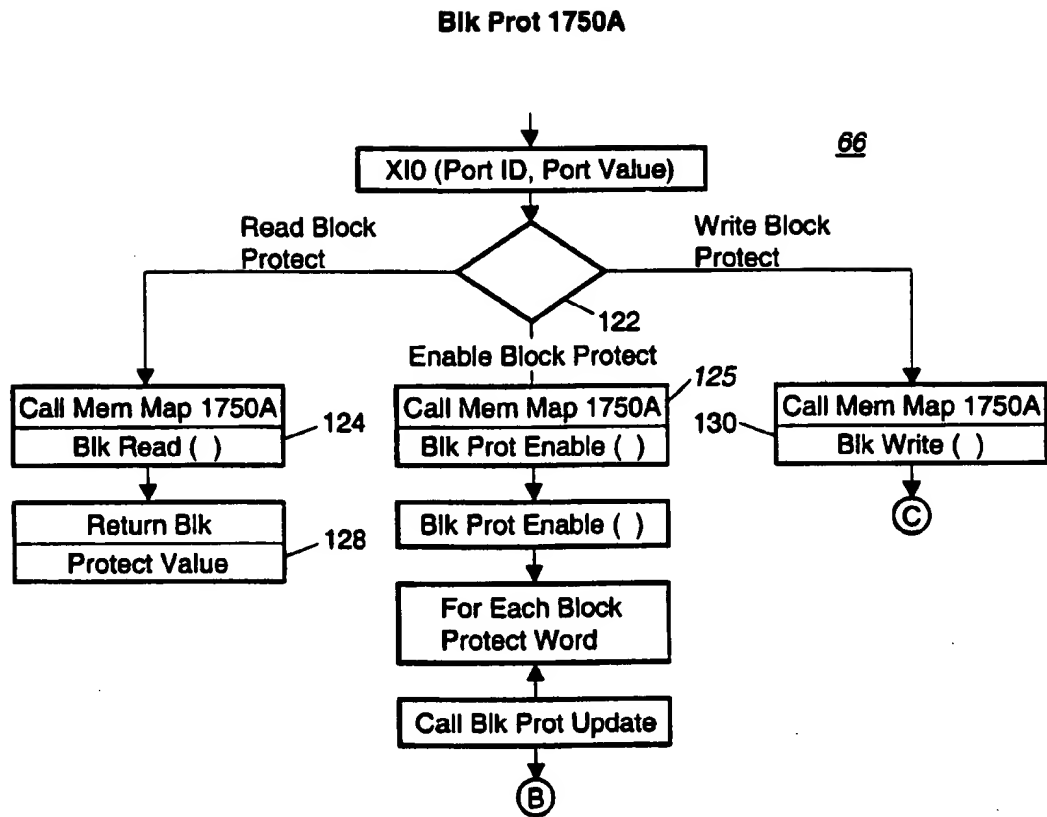 Blk Prot 1750A
66
XI0 (Port ID, Port Value)
Read Block
Protect
Write Block
Protect
122
Enable Block Protect
125
Call Mem Map 1750A
Blk Read ( )
124
Call Mem Map 1750A
Blk Prot Enable ( )
130
Call Mem Map 1750A
Blk Write ( )
Return Blk
Protect Value
128
Blk Prot Enable ( )
C
For Each Block
Protect Word
Call Blk Prot Update
B